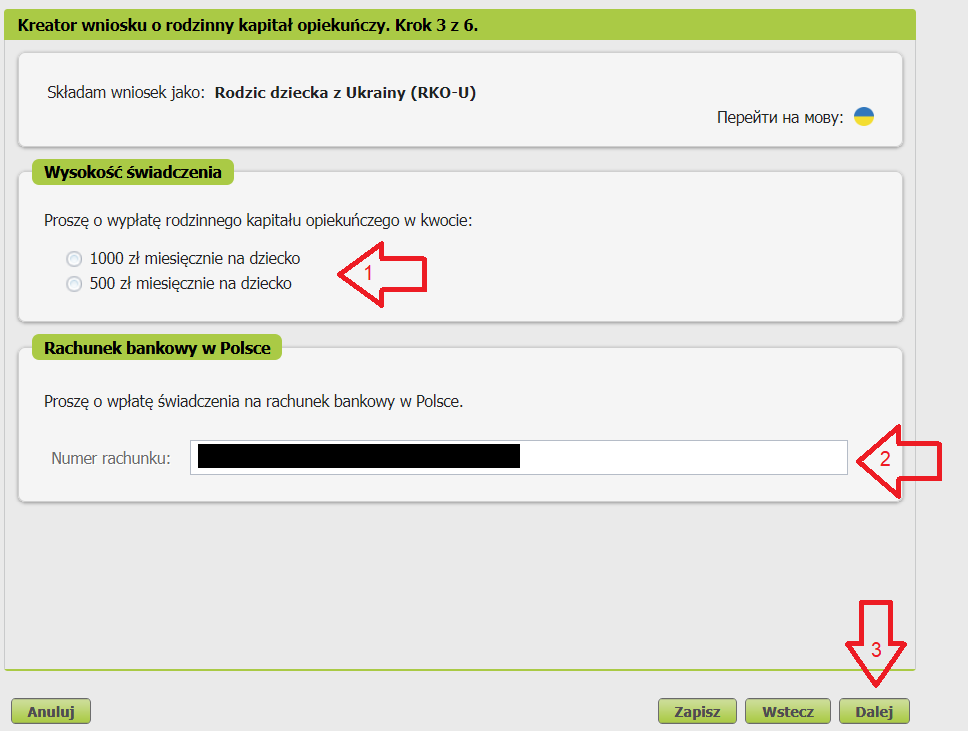 Kreator wniosku o rodzinny kapitał opiekuńczy. Krok 3 z 6.
Składam wniosek jako: Rodzic dziecka z Ukrainy (RKO-U)
Перейти на мову:
Wysokość świadczenia
Proszę o wypłatę rodzinnego kapitału opiekuńczego w kwocie:
1000 zł miesięcznie na dziecko
500 zł miesięcznie na dziecko
1
Rachunek bankowy w Polsce
Proszę o wpłatę świadczenia na rachunek bankowy w Polsce.
Numer rachunku:
2
3
Anuluj Zapisz Wstecz Dalej